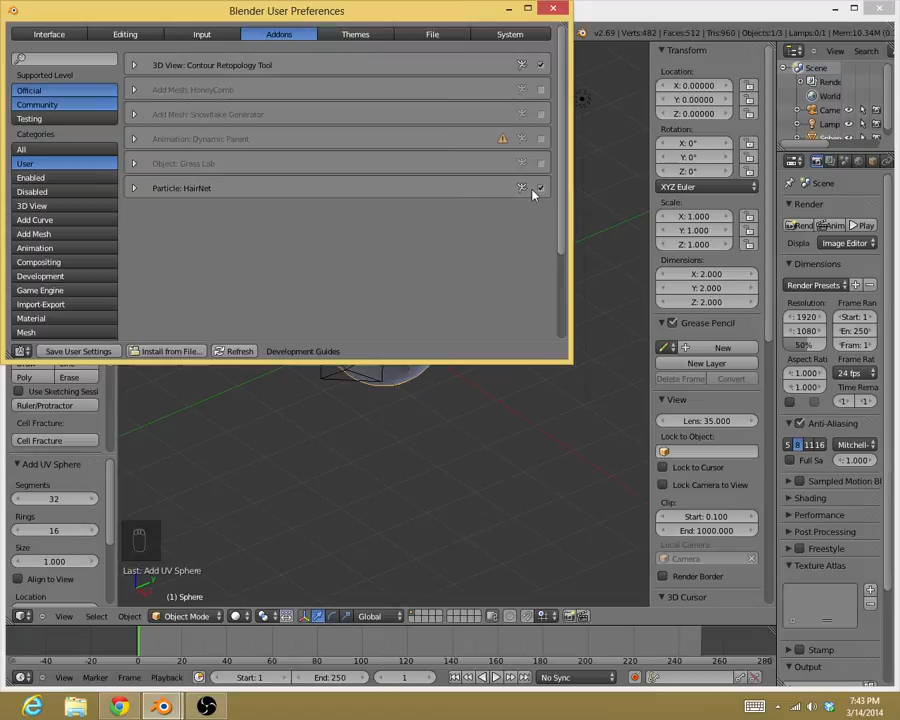 Blender User Preferences
Interface
Editing
Input
Addons
Themes
File
System
v2.69 | Verts:482 | Faces:512 | Tris:960 | Objects:1/3 | Lamps:0/1 | Mem:10.34M
Supported Level
Official
Community
Testing
Categories
All
User
Enabled
Disabled
3D View
Add Curve
Add Mesh
Animation
Compositing
Development
Game Engine
Import-Export
Material
Mesh
3D View: Contour Retopology Tool
Add Mesh: HoneyComb
Add Mesh: Snowflake Generator
Animation: Dynamic Parent
Object: Grass Lab
Particle: HairNet
Save User Settings
Install from File...
Refresh
Development Guides
Poly
Erase
Use Sketching Sessi
Ruler/Protractor
Cell Fracture:
Cell Fracture
Add UV Sphere
Segments
32
Rings
16
Size
1.000
Align to View
Location
Last: Add UV Sphere
(1) Sphere
View
Select
Object
Object Mode
Global
Transform
Location:
X: 0.00000
Y: 0.00000
Z: 0.00000
Rotation:
X: 0°
Y: 0°
Z: 0°
XYZ Euler
Scale:
X: 1.000
Y: 1.000
Z: 1.000
Dimensions:
X: 2.000
Y: 2.000
Z: 2.000
Grease Pencil
New
New Layer
Delete Frame
Convert
View
Lens: 35.000
Lock to Object:
Lock to Cursor
Lock Camera to View
Clip:
Start: 0.100
End: 1000.000
Local Camera:
Camera
Render Border
3D Cursor
View
Search
Scene
Rende
World
Came
Lamp
Scene
Render
Rend
Anim
Play
Displa
Image Editor
Dimensions
Render Presets
Resolution:
Frame Ran
: 1920
Start: 1
: 1080
End: 250
50%
Fram: 1
Aspect Rati
Frame Rat
: 1.000
24 fps
: 1.000
Time Rema
Anti-Aliasing
5
8
11
16
Mitchell-
Full Sa
: 1.000
Sampled Motion Bl
Shading
Performance
Post Processing
Freestyle
Texture Atlas
Stamp
Output
-40
-20
0
20
40
60
80
100
120
140
160
180
200
220
240
260
280
View
Marker
Frame
Playback
Start: 1
End: 250
1
No Sync
7:43 PM
3/14/2014